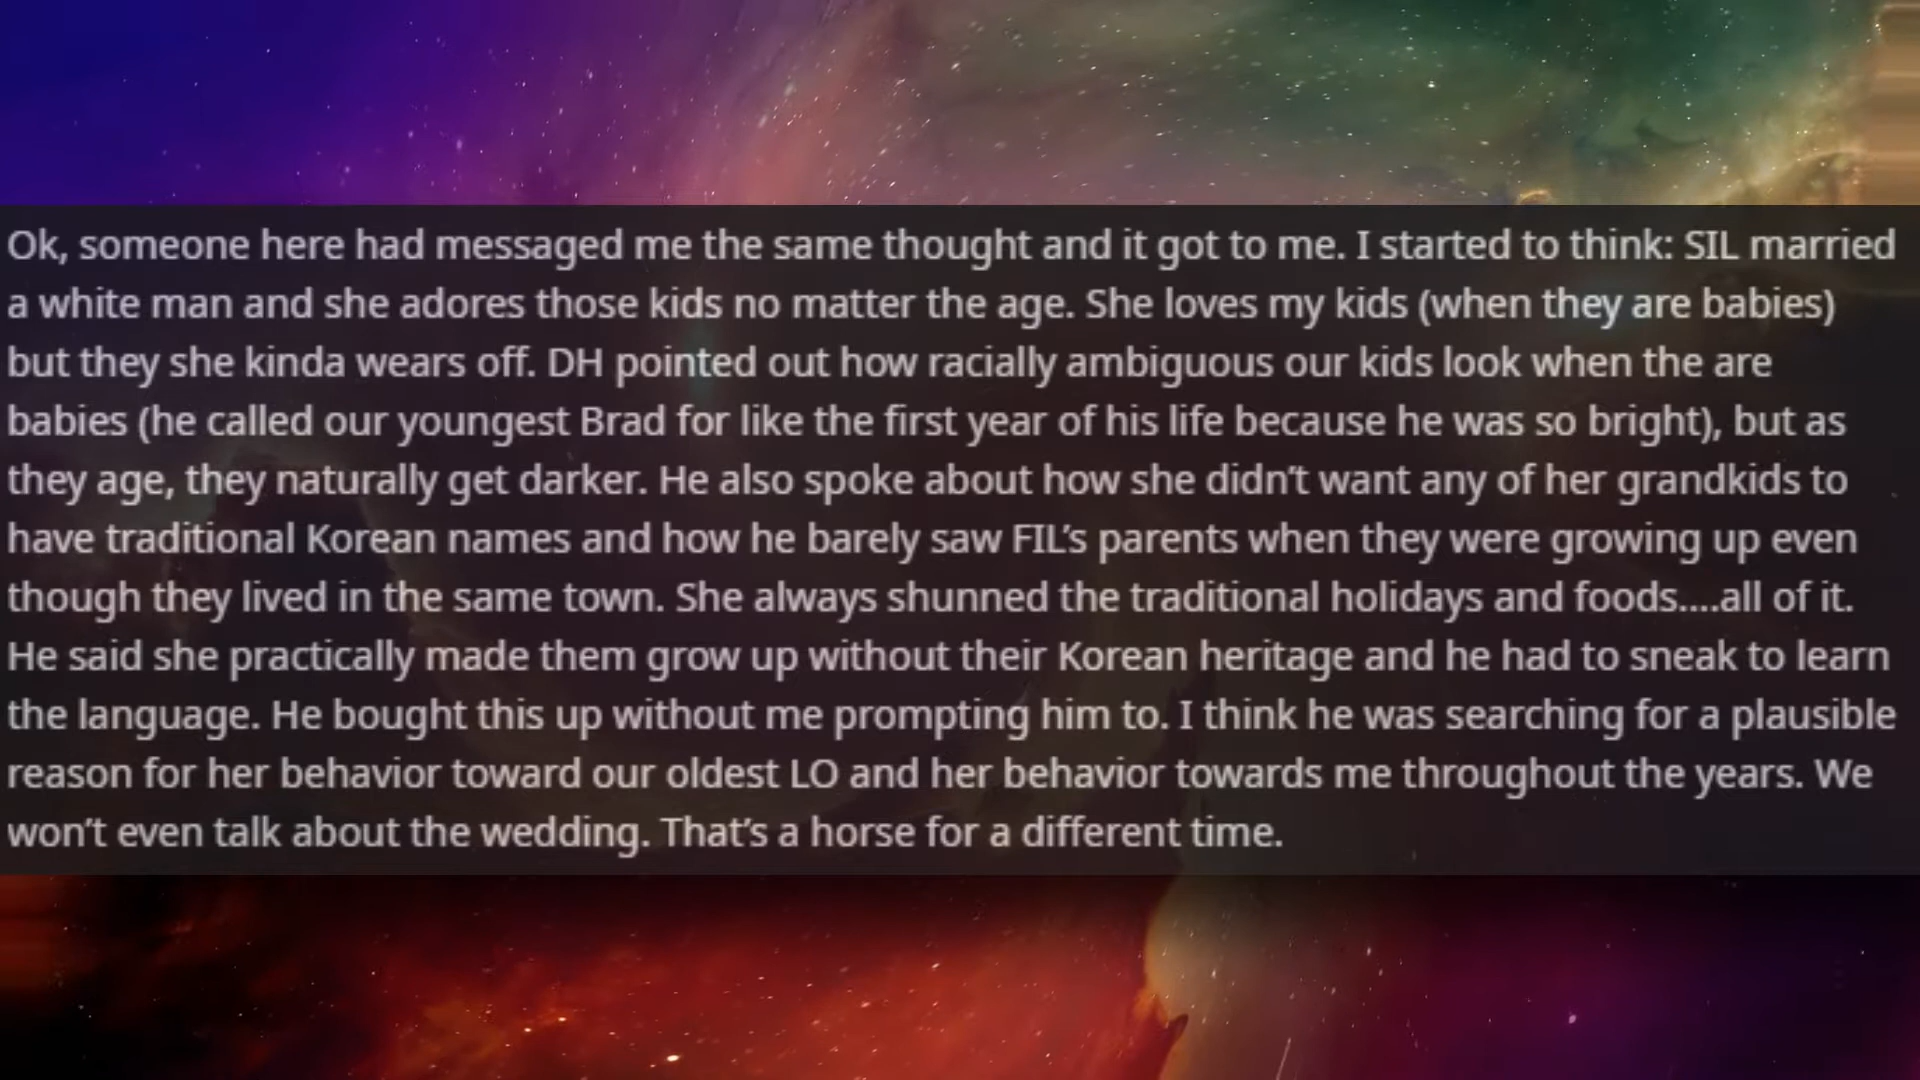 Ok, someone here had messaged me the same thought and it got to me. I started to think: SIL married
a white man and she adores those kids no matter the age. She loves my kids (when they are babies)
but they she kinda wears off. DH pointed out how racially ambiguous our kids look when the are
babies (he called our youngest Brad for like the first year of his life because he was so bright), but as
they age, they naturally get darker. He also spoke about how she didn't want any of her grandkids to
have traditional Korean names and how he barely saw FIL's parents when they were growing up even
though they lived in the same town. She always shunned the traditional holidays and foods....all of it.
He said she practically made them grow up without their Korean heritage and he had to sneak to learn
the language. He bought this up without me prompting him to. I think he was searching for a plausible
reason for her behavior toward our oldest LO and her behavior towards me throughout the years. We
won't even talk about the wedding. That's a horse for a different time.